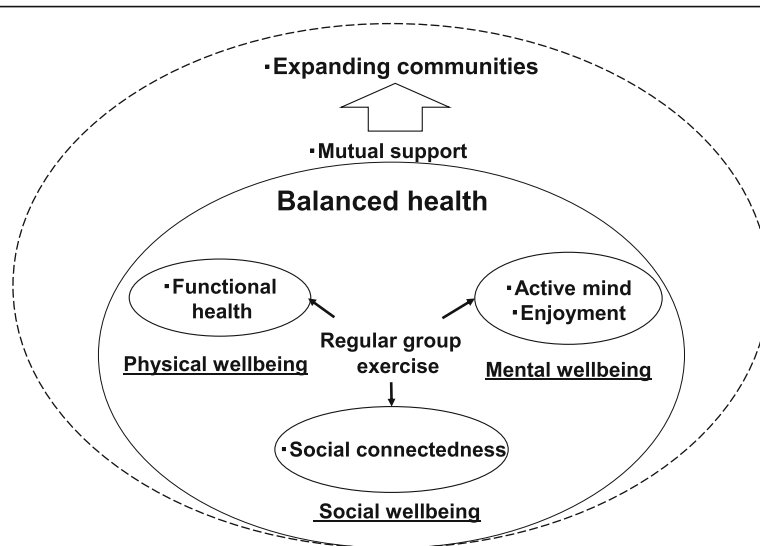 ·Expanding communities
·Mutual support
Balanced health
·Functional
health
Physical wellbeing
·Active mind
·Enjoyment
Mental wellbeing
Regular group
exercise
·Social connectedness
Social wellbeing